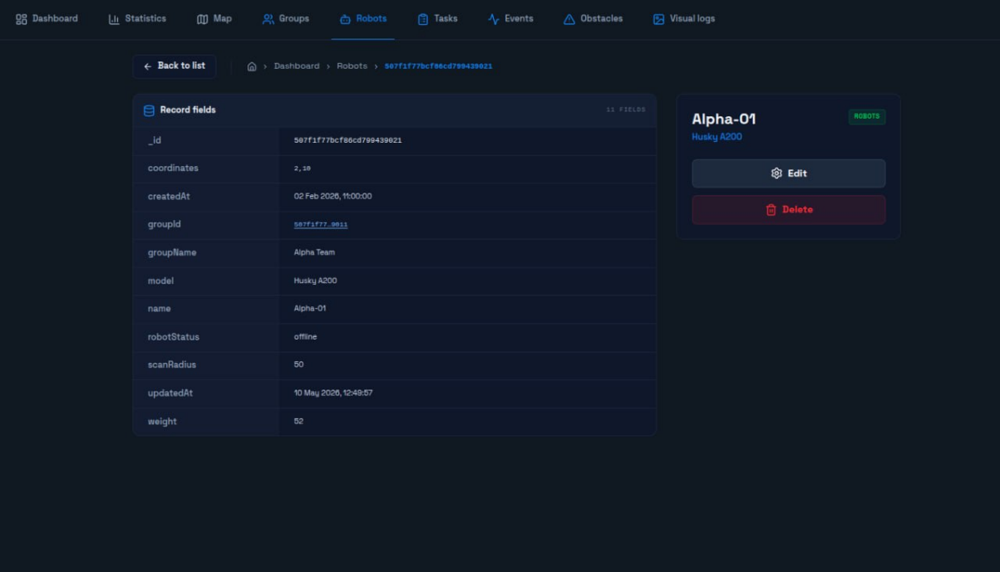 Dashboard Statistics Map Groups Robots Tasks Events Obstacles Visual logs
← Back to list › Dashboard › Robots › 507f1f77bcf86cd799439021
Record fields 11 FIELDS
_id 507f1f77bcf86cd799439021
coordinates 2,10
createdAt 02 Feb 2026, 11:00:00
groupId 507f1f77…9011
groupName Alpha Team
model Husky A200
name Alpha-01
robotStatus offline
scanRadius 50
updatedAt 10 May 2026, 12:49:57
weight 52
Alpha-01 ROBOTS
Husky A200
Edit
Delete